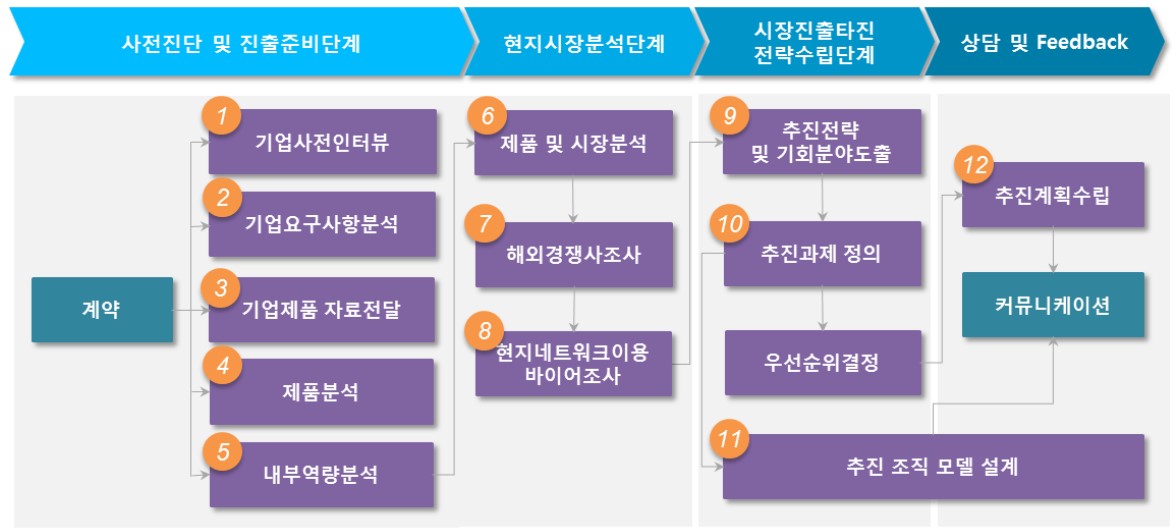 사전진단 및 진출준비단계
현지시장분석단계
시장진출타진
전략수립단계
상담 및 Feedback
계약
1
기업사전인터뷰
2
기업요구사항분석
3
기업제품 자료전달
4
제품분석
5
내부역량분석
6
제품 및 시장분석
7
해외경쟁사조사
8
현지네트워크이용
바이어조사
9
추진전략
및 기회분야도출
10
추진과제 정의
우선순위결정
11
추진 조직 모델 설계
12
추진계획수립
커뮤니케이션